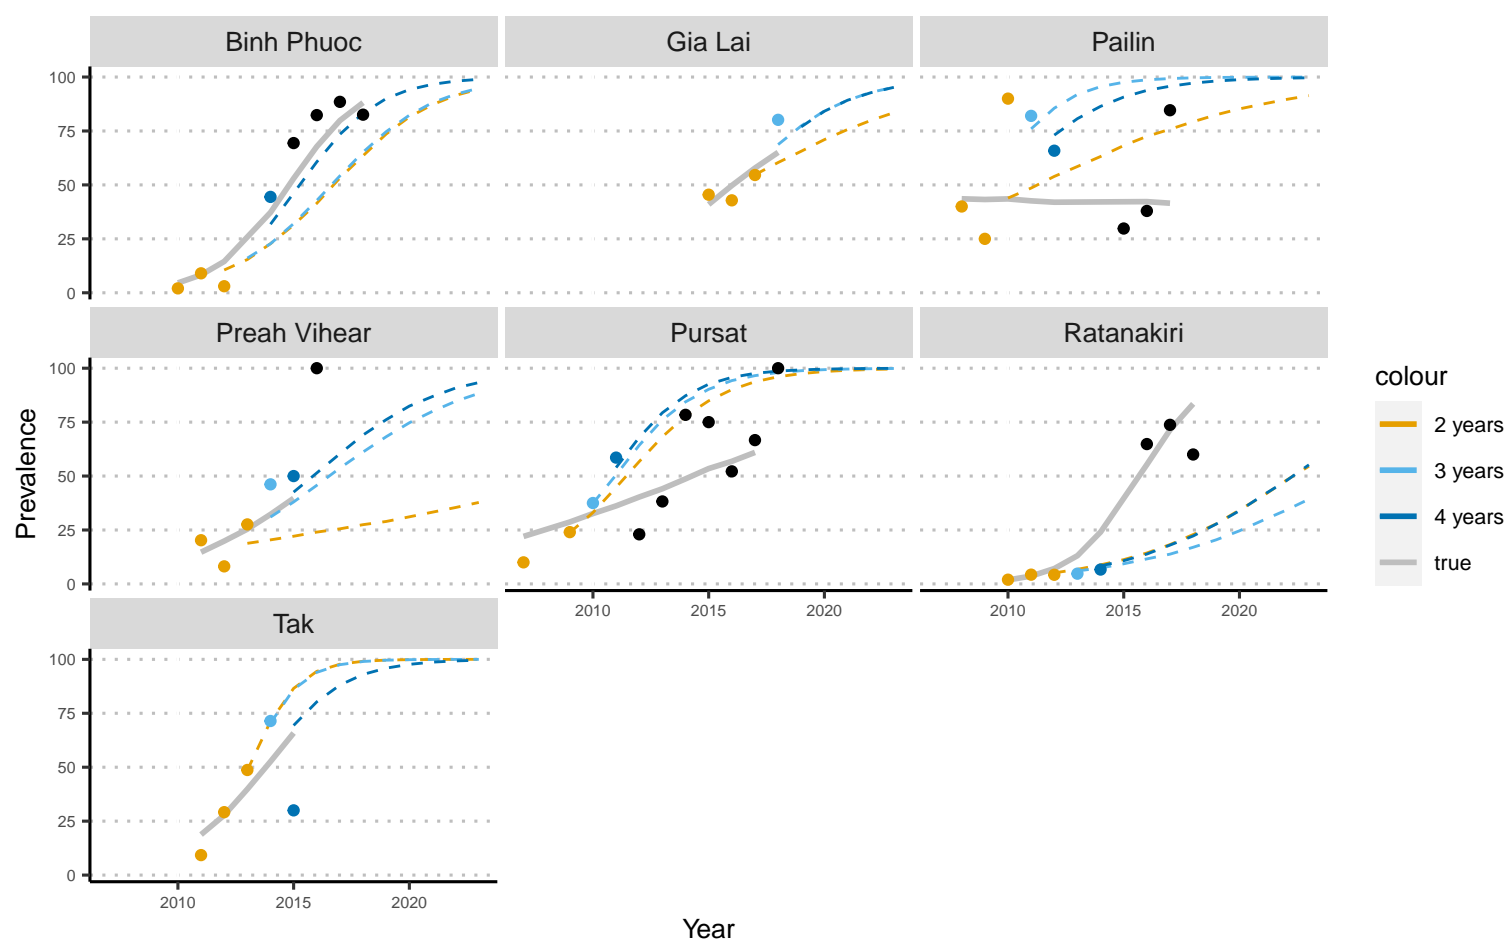 Binh Phuoc
Gia Lai
Pailin
100
75
50
25
0
Preah Vihear
Pursat
Ratanakiri
100
75
50
25
0
2010
2015
2020
2010
2015
2020
Tak
100
75
50
25
0
2010
2015
2020
Prevalence
Year
colour
2 years
3 years
4 years
true